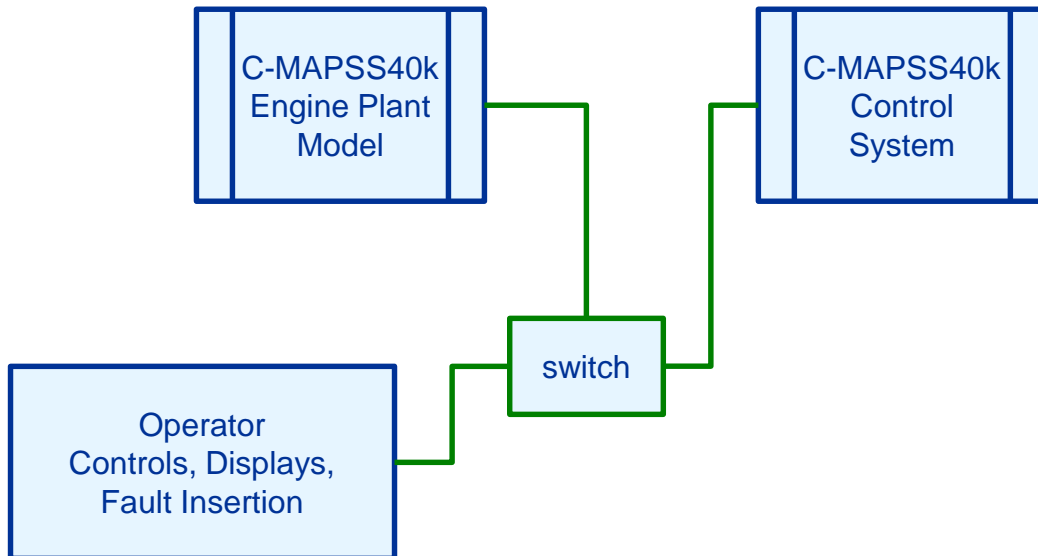 C-MAPSS40k
Engine Plant
Model
C-MAPSS40k
Control
System
switch
Operator
Controls, Displays,
Fault Insertion